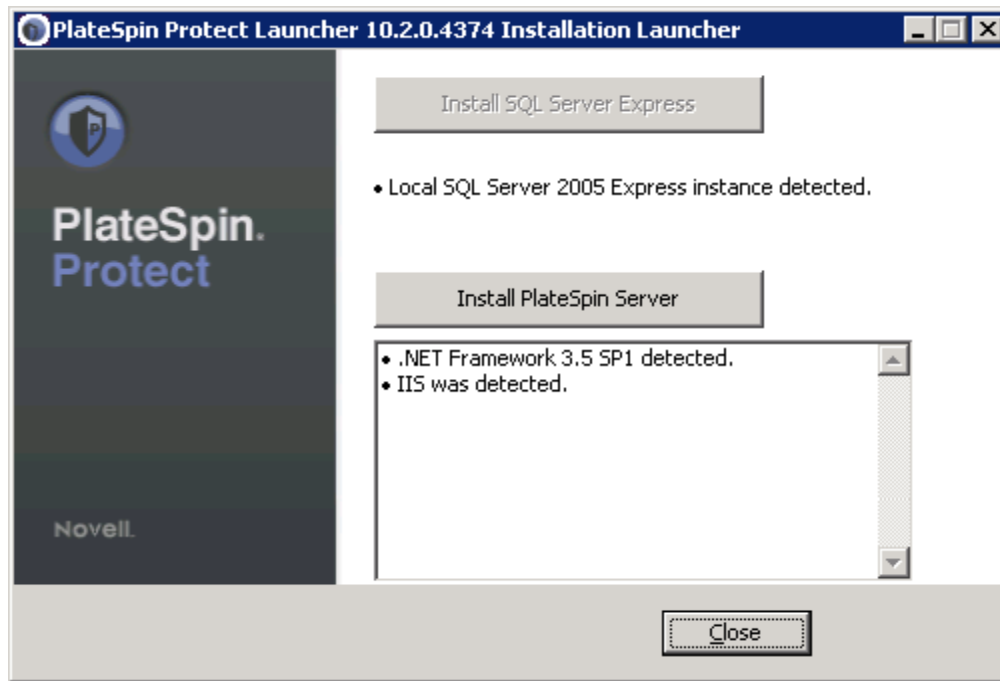 PlateSpin Protect Launcher 10.2.0.4374 Installation Launcher
Install SQL Server Express
• Local SQL Server 2005 Express instance detected.
PlateSpin.
Protect
Install PlateSpin Server
• .NET Framework 3.5 SP1 detected.
• IIS was detected.
Novell.
Close